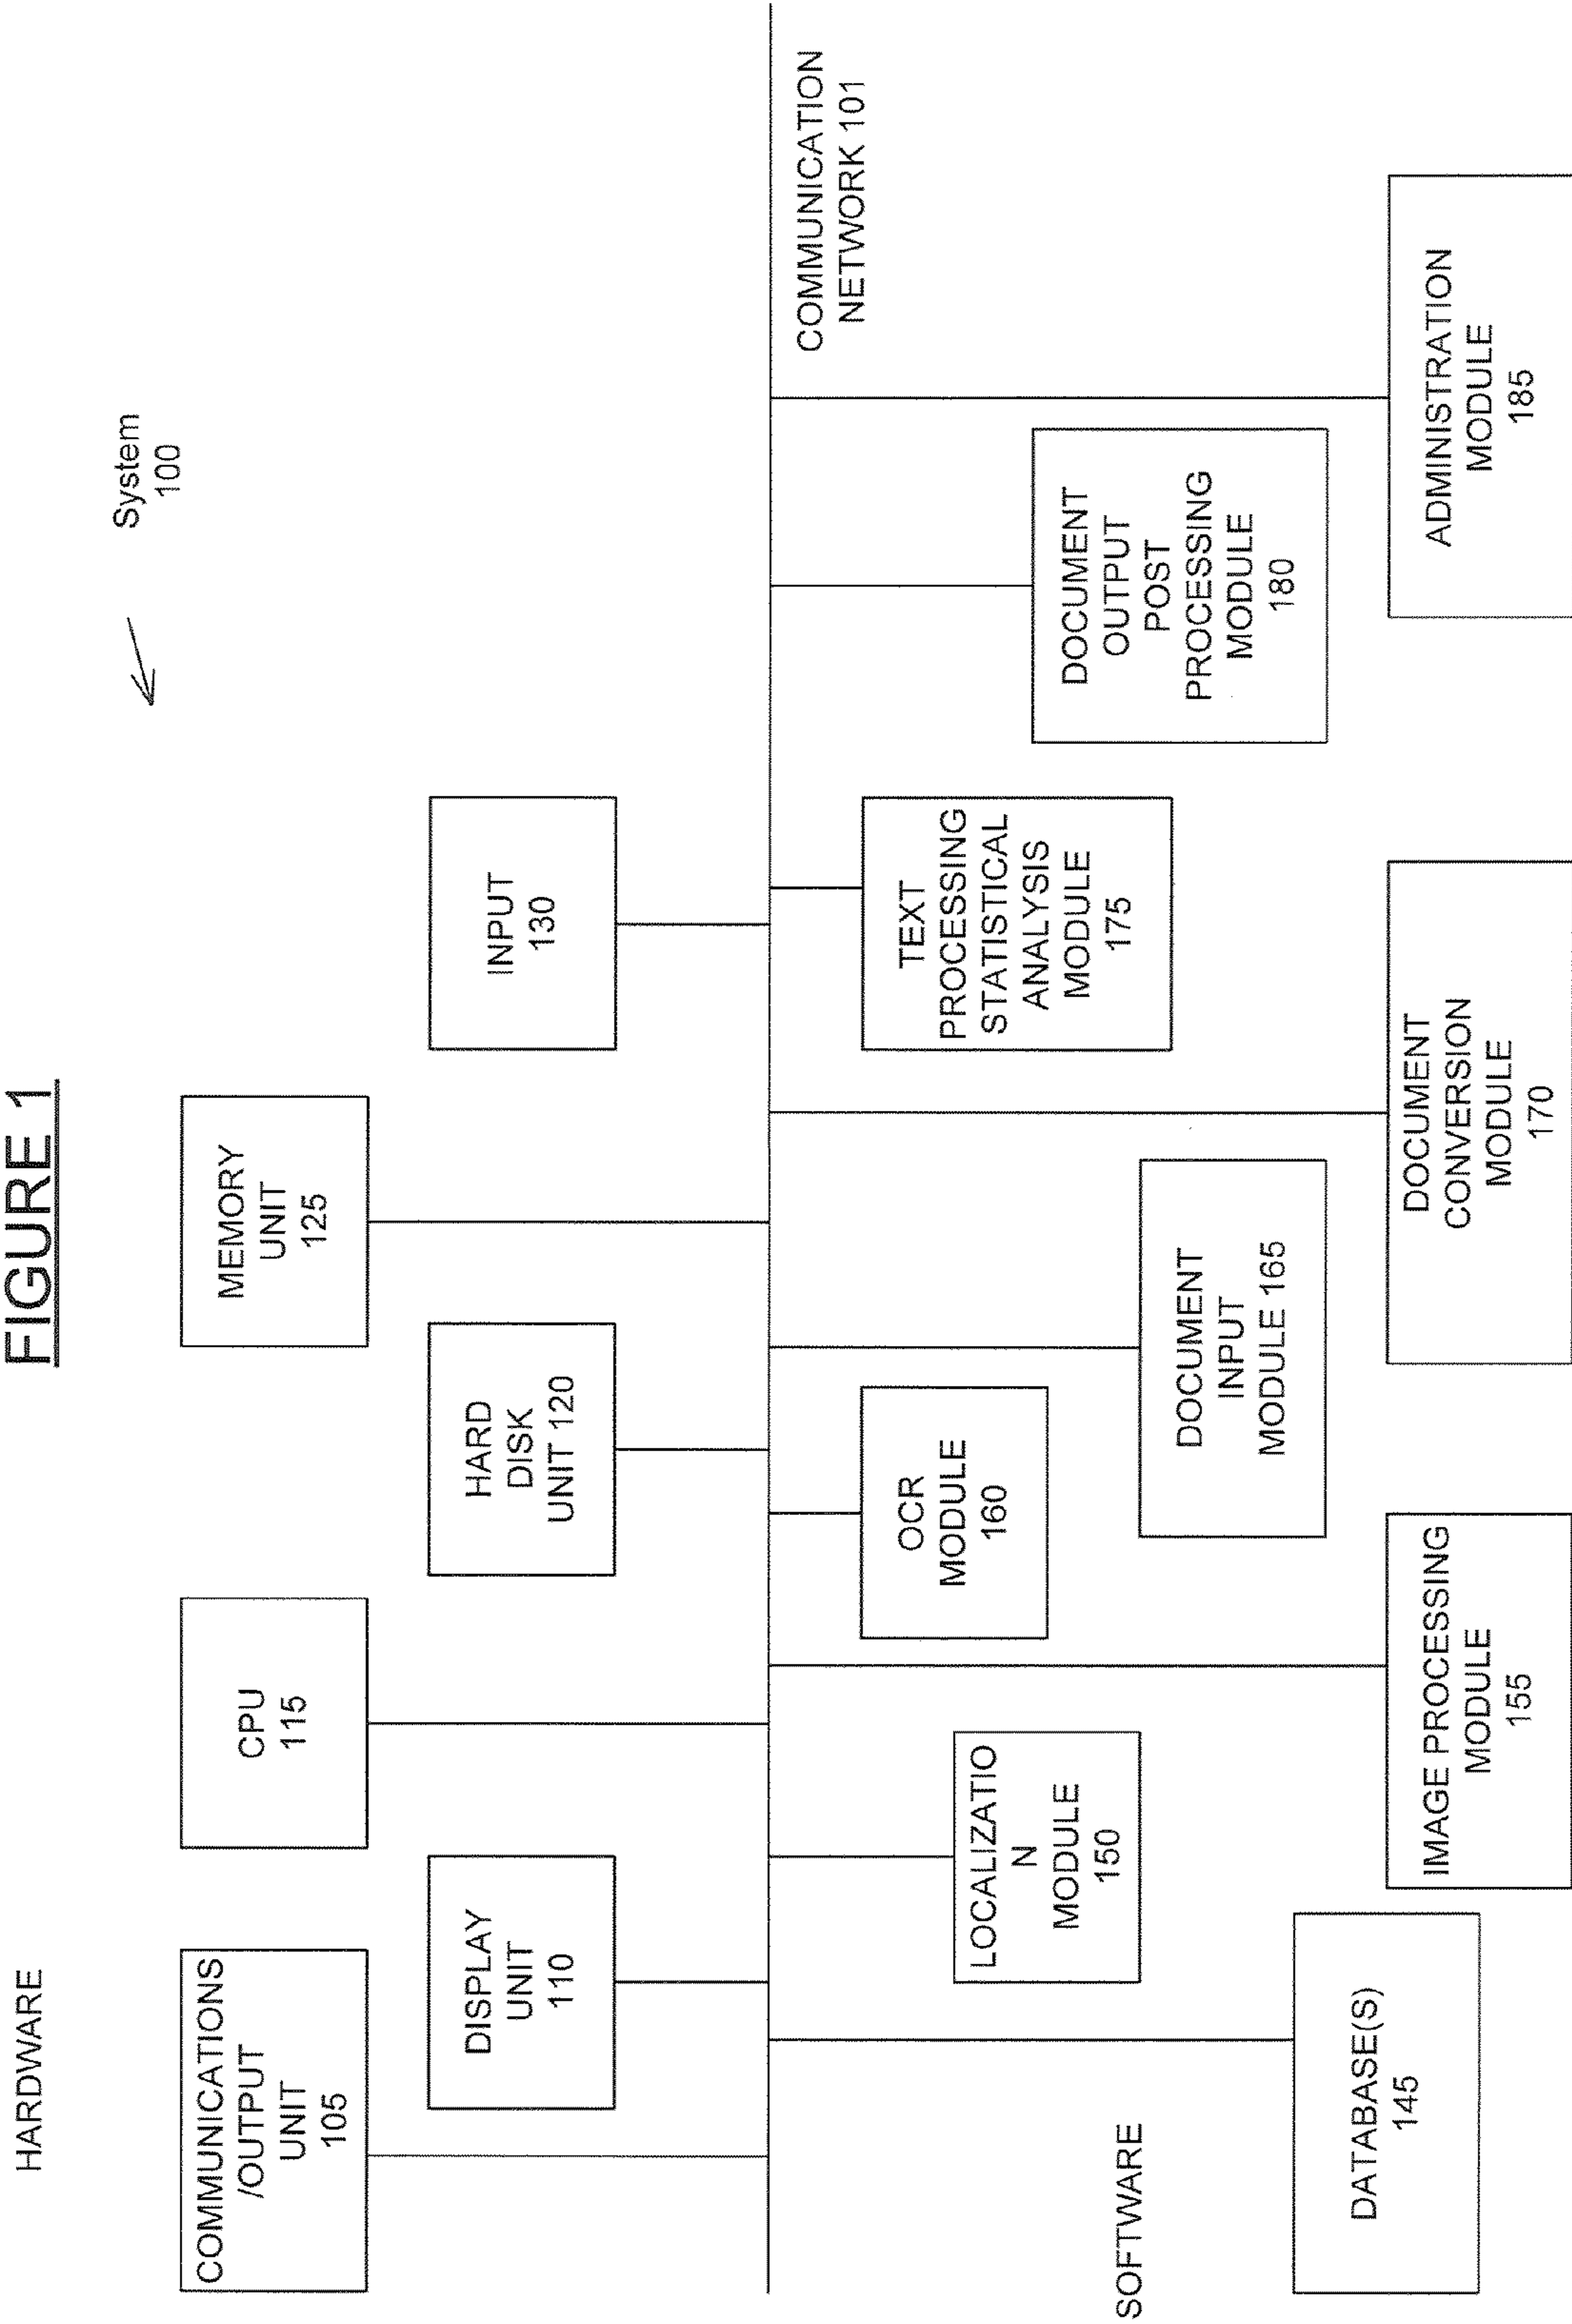 FIGURE 1
HARDWARE
System
100
COMMUNICATIONS
/OUTPUT
UNIT
105
CPU
115
MEMORY
UNIT
125
DISPLAY
UNIT
110
HARD
DISK
UNIT 120
INPUT
130
COMMUNICATION
NETWORK 101
SOFTWARE
DATABASE(S)
145
LOCALIZATIO
N
MODULE
150
IMAGE PROCESSING
MODULE
155
OCR
MODULE
160
DOCUMENT
INPUT
MODULE 165
DOCUMENT
CONVERSION
MODULE
170
TEXT
PROCESSING
STATISTICAL
ANALYSIS
MODULE
175
DOCUMENT
OUTPUT
POST
PROCESSING
MODULE
180
ADMINISTRATION
MODULE
185